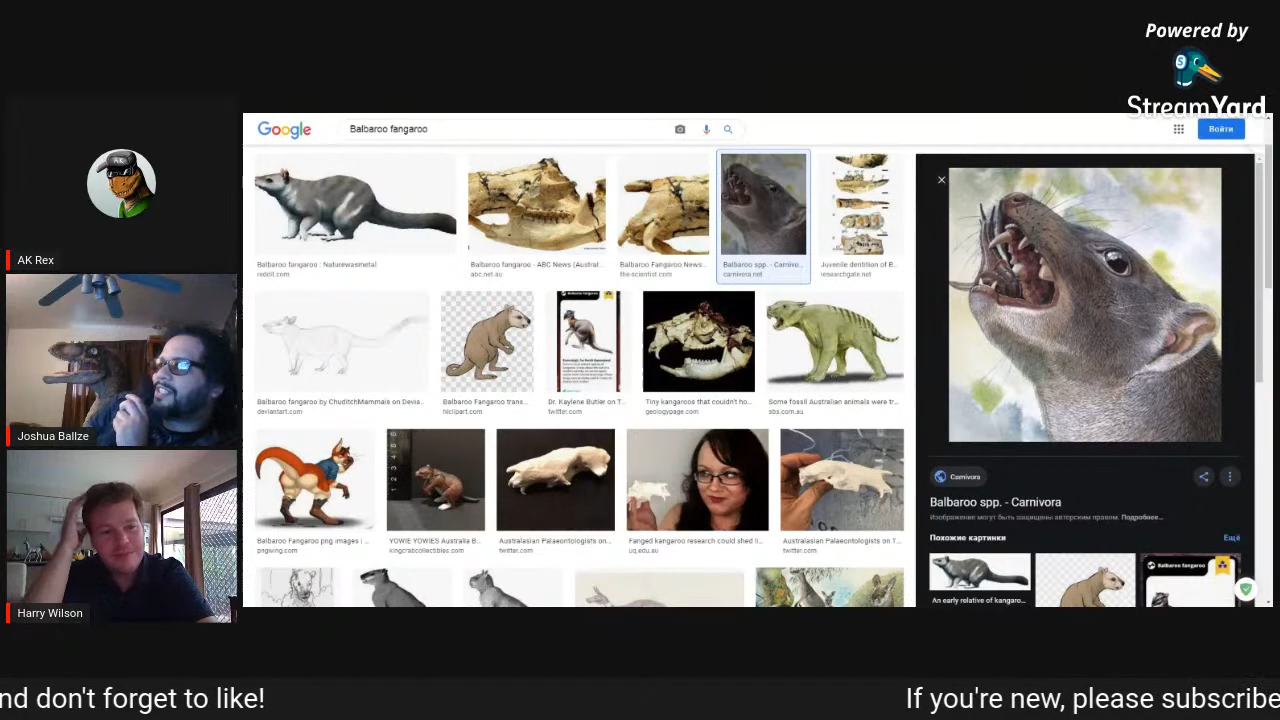 Powered by
StreamYard
AK Rex
Joshua Ballze
Harry Wilson
Google
Balbaroo fangaroo
Войти
Balbaroo fangaroo : Naturewasmetal
reddit.com
Balbaroo fangaroo - ABC News (Austral...
abc.net.au
Balbaroo Fangaroo News...
the-scientist.com
Balbaroo spp. - Carnivo...
carnivora.net
Juvenile dentition of B...
researchgate.net
Balbaroo fangaroo by ChuditchMammals on Devia...
deviantart.com
Balbaroo Fangaroo trans...
hiclipart.com
Balbaroo fangaroo
Dr. Kaylene Butler on T...
twitter.com
Tiny kangaroos that couldn't ho...
geologypage.com
Some fossil Australian animals were tr...
sbs.com.au
Balbaroo Fangaroo png images | ...
pngwing.com
YOWIE YOWIES Australia B...
kingcrabcollectibles.com
Australasian Palaeontologists on...
twitter.com
Fanged kangaroo research could shed li...
uq.edu.au
Australasian Palaeontologists on T...
twitter.com
Carnivora
Balbaroo spp. - Carnivora
Изображения могут быть защищены авторским правом. Подробнее...
Похожие картинки
Ещё
An early relative of kangaro...
Balbaroo fangaroo
nd don't forget to like!
If you're new, please subscribe